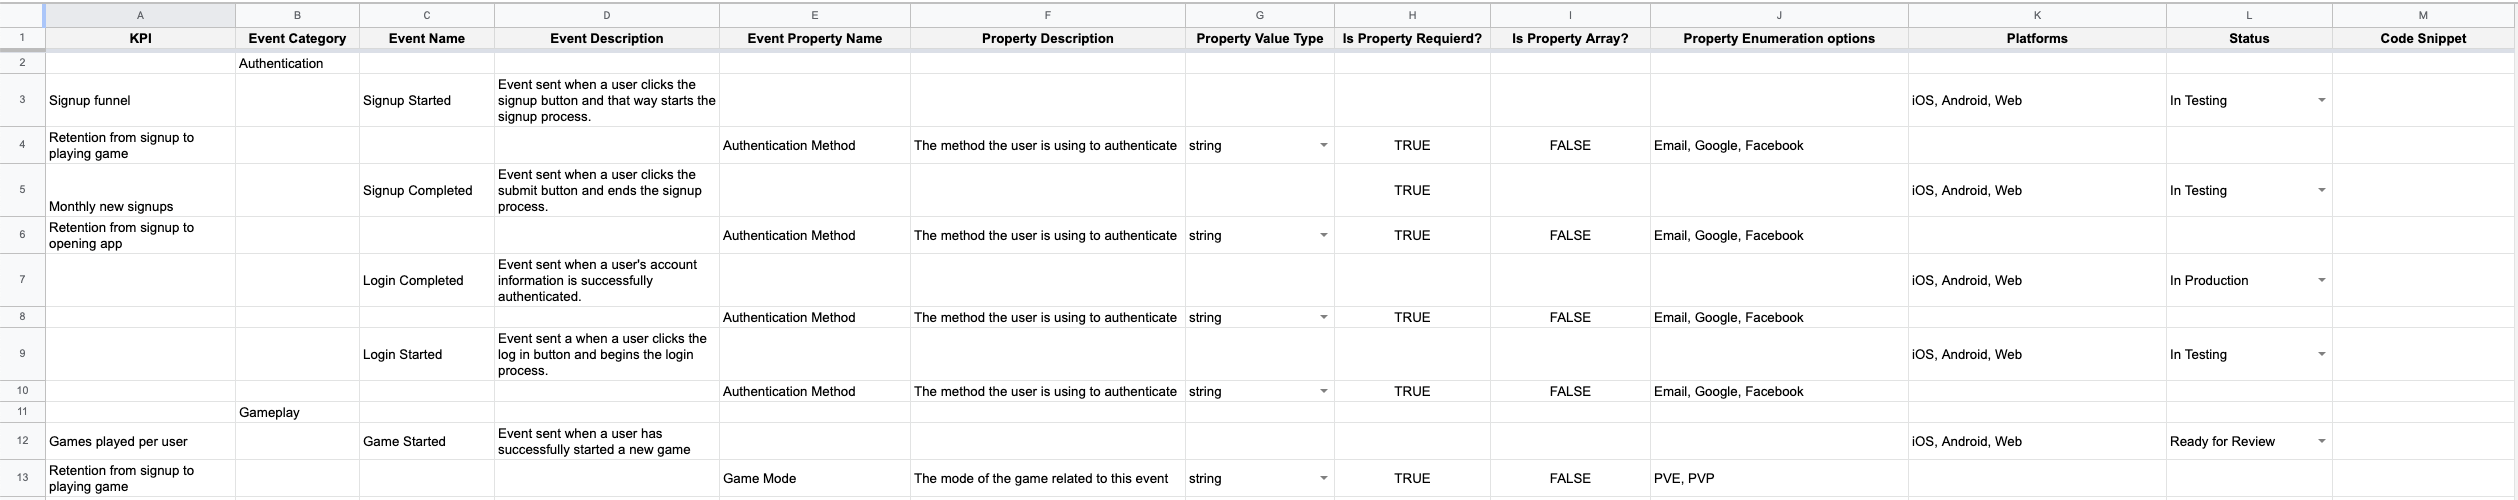 A B C D E F G H I J K L M
1 KPI Event Category Event Name Event Description Event Property Name Property Description Property Value Type Is Property Requierd? Is Property Array? Property Enumeration options Platforms Status Code Snippet
2 Authentication
3 Signup funnel Signup Started Event sent when a user clicks the signup button and that way starts the signup process. iOS, Android, Web In Testing
4 Retention from signup to playing game Authentication Method The method the user is using to authenticate string TRUE FALSE Email, Google, Facebook
5 Monthly new signups Signup Completed Event sent when a user clicks the submit button and ends the signup process. TRUE iOS, Android, Web In Testing
6 Retention from signup to opening app Authentication Method The method the user is using to authenticate string TRUE FALSE Email, Google, Facebook
7 Login Completed Event sent when a user's account information is successfully authenticated. iOS, Android, Web In Production
8 Authentication Method The method the user is using to authenticate string TRUE FALSE Email, Google, Facebook
9 Login Started Event sent a when a user clicks the log in button and begins the login process. iOS, Android, Web In Testing
10 Authentication Method The method the user is using to authenticate string TRUE FALSE Email, Google, Facebook
11 Gameplay
12 Games played per user Game Started Event sent when a user has successfully started a new game iOS, Android, Web Ready for Review
13 Retention from signup to playing game Game Mode The mode of the game related to this event string TRUE FALSE PVE, PVP